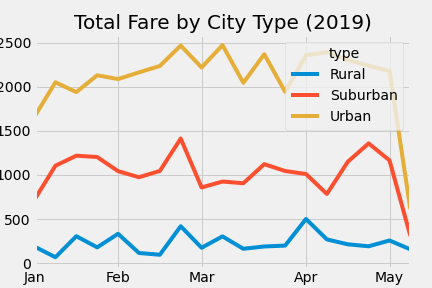 Total Fare by City Type (2019)
2500
2000
1500
1000
500
0
type
Rural
Suburban
Urban
Jan Feb Mar Apr May